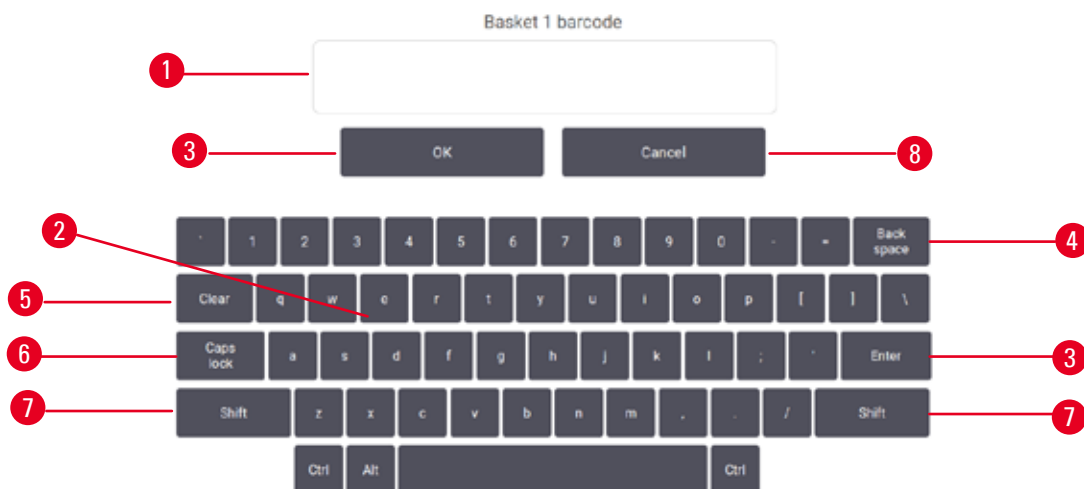 Basket 1 barcode
1
3 OK Cancel 8
2
` 1 2 3 4 5 6 7 8 9 0 - = Back space 4
5 Clear q w e r t y u i o p [ ] \
6 Caps lock a s d f g h j k l ; ' Enter 3
7 Shift z x c v b n m , . / Shift 7
Ctrl Alt Ctrl